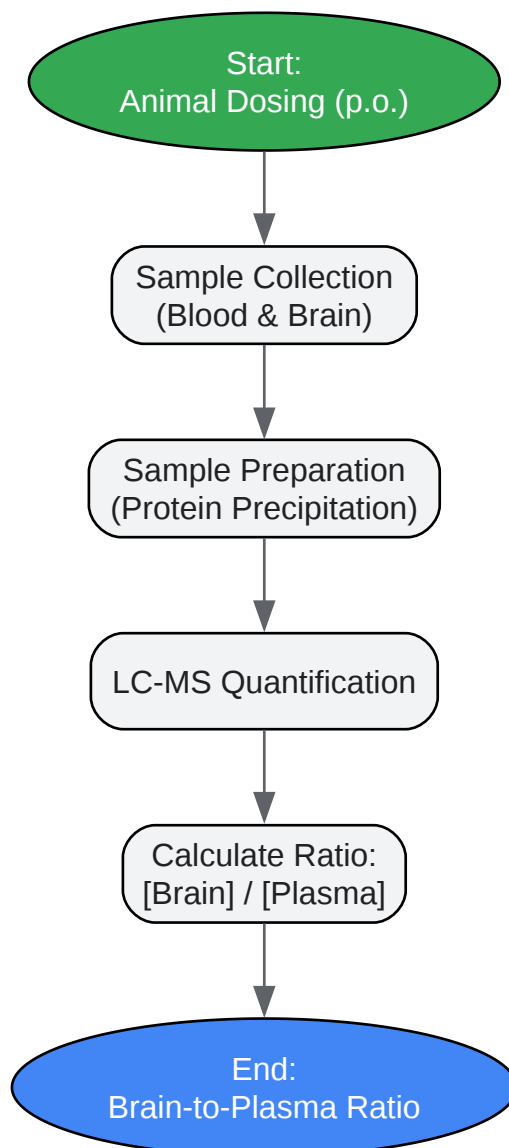 Start:
Animal Dosing (p.o.)
Sample Collection
(Blood & Brain)
Sample Preparation
(Protein Precipitation)
LC-MS Quantification
Calculate Ratio:
[Brain] / [Plasma]
End:
Brain-to-Plasma Ratio